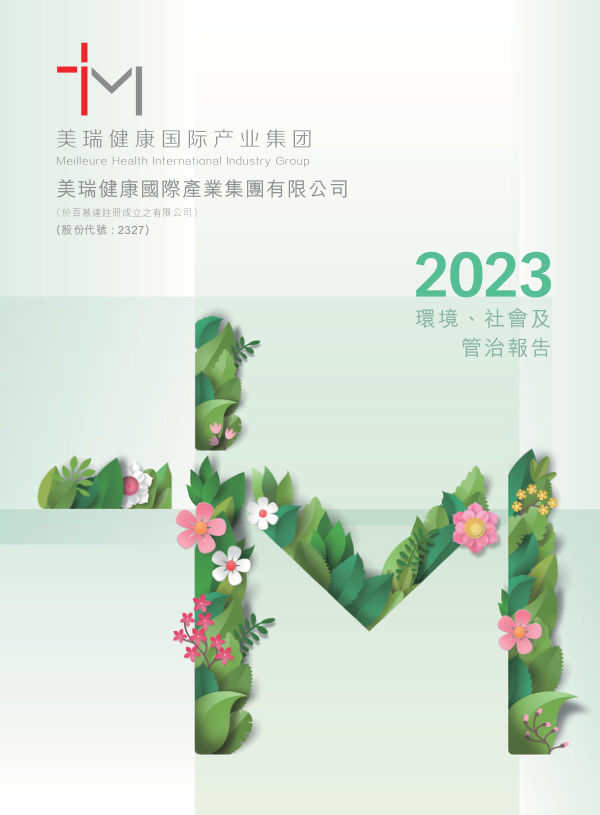 美瑞健康国际产业集团
Meilleure Health International Industry Group
美瑞健康國際產業集團有限公司
（於百慕達註冊成立之有限公司）
（股份代號：2327）
2023
環境、社會及
管治報告